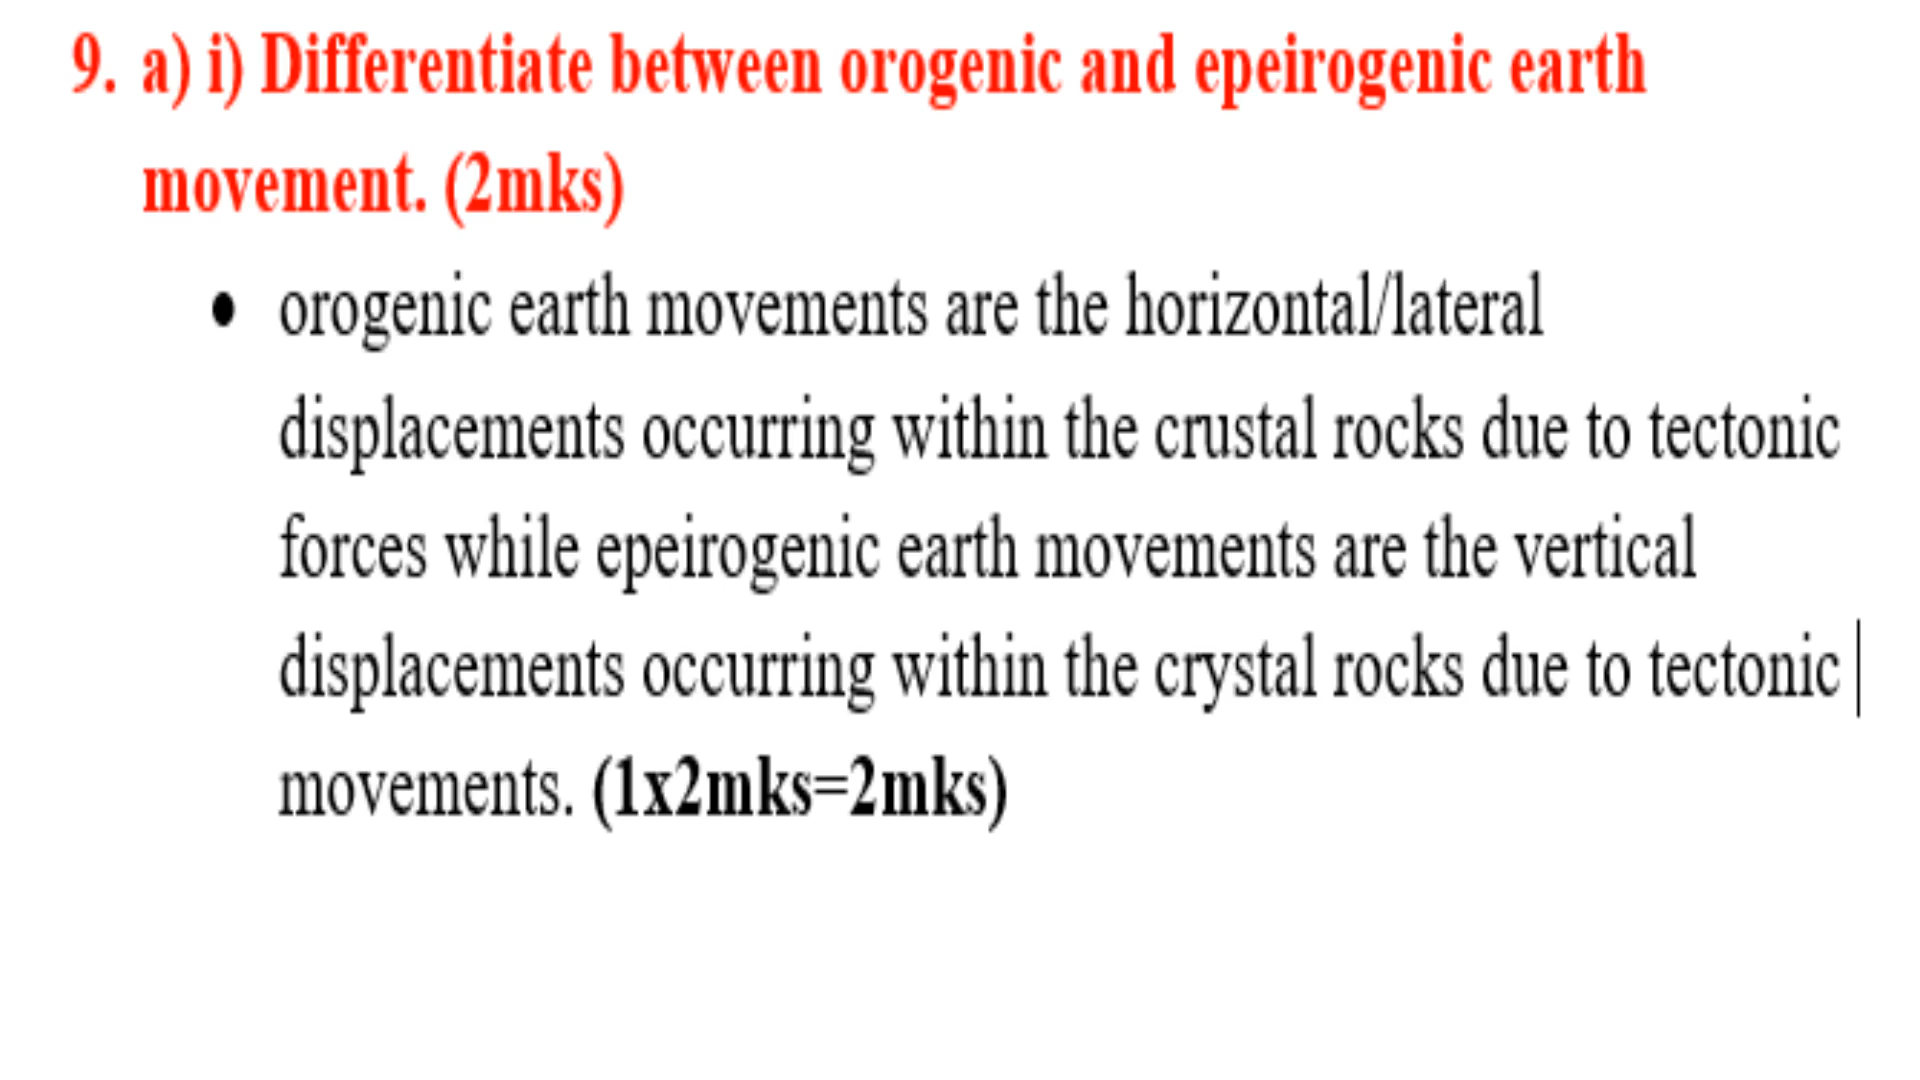 9. a) i) Differentiate between orogenic and epeirogenic earth
movement. (2mks)
• orogenic earth movements are the horizontal/lateral
displacements occurring within the crustal rocks due to tectonic
forces while epeirogenic earth movements are the vertical
displacements occurring within the crystal rocks due to tectonic
movements. (1x2mks=2mks)